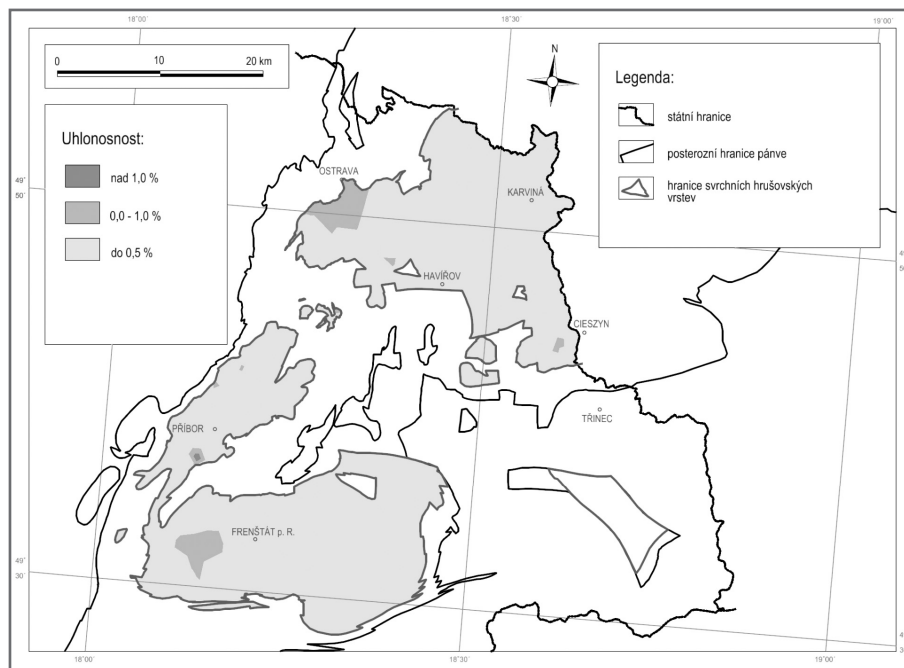 18°00'
18°30'
19°00'
0 10 20 km
N
Legenda:
státní hranice
posterozní hranice pánve
hranice svrchních hrušovských
vrstev
Uhlonosnost:
nad 1,0 %
0,0 - 1,0 %
do 0,5 %
49°
50'
OSTRAVA
KARVINÁ
HAVÍŘOV
CIESZYN
TŘINEC
PŘÍBOR
FRENŠTÁT p. R.
49°
30'
18°00'
18°30'
19°00'